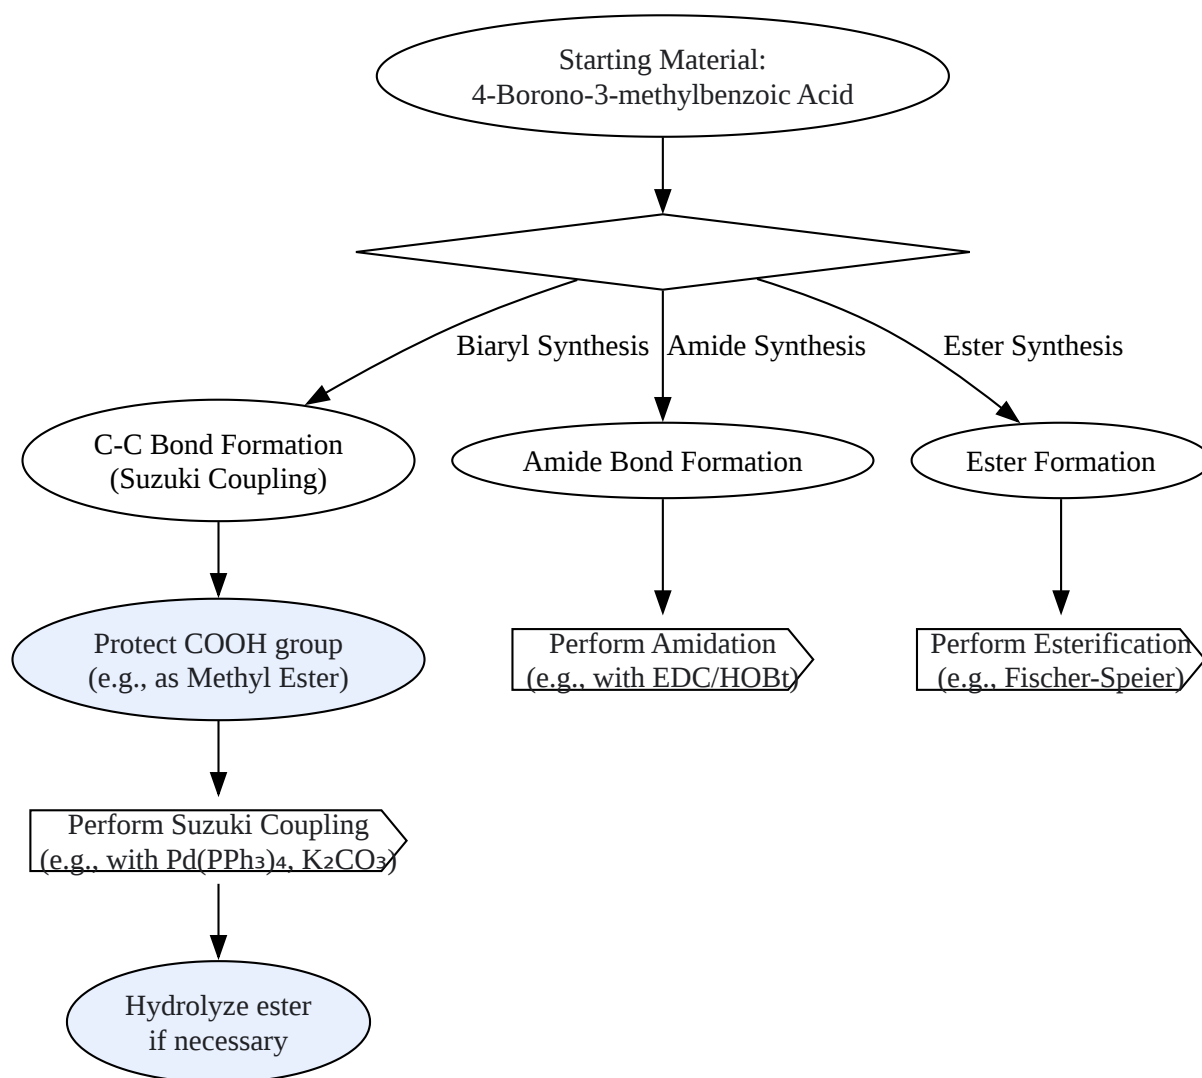 Starting Material:
4-Borono-3-methylbenzoic Acid
Biaryl Synthesis
Amide Synthesis
Ester Synthesis
C-C Bond Formation
(Suzuki Coupling)
Amide Bond Formation
Ester Formation
Protect COOH group
(e.g., as Methyl Ester)
Perform Amidation
(e.g., with EDC/HOBt)
Perform Esterification
(e.g., Fischer-Speier)
Perform Suzuki Coupling
(e.g., with Pd(PPh₃)₄, K₂CO₃)
Hydrolyze ester
if necessary